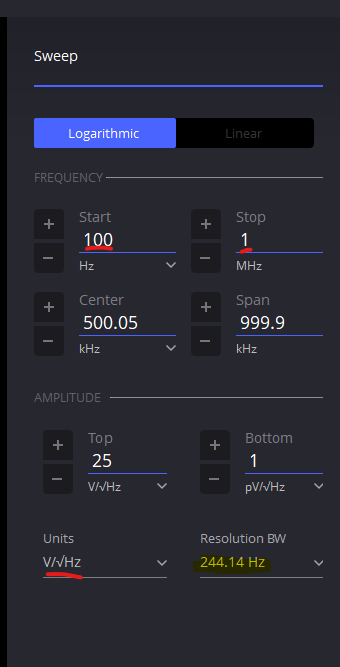 Sweep
Logarithmic Linear
FREQUENCY
Start Stop
+ 100 + 1
- Hz - MHz
Center Span
+ 500.05 + 999.9
- kHz - kHz
AMPLITUDE
Top Bottom
+ 25 + 1
- V/√Hz - pV/√Hz
Units Resolution BW
V/√Hz 244.14 Hz